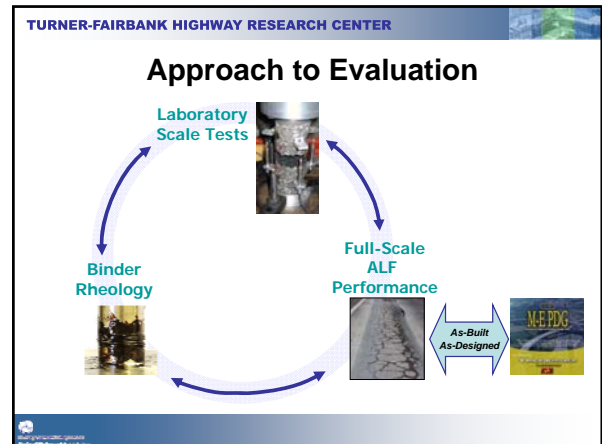 TURNER-FAIRBANK HIGHWAY RESEARCH CENTER
Approach to Evaluation
Laboratory
Scale Tests
Full-Scale
ALF
Performance
Binder
Rheology
As-Built
As-Designed
M-E PDG